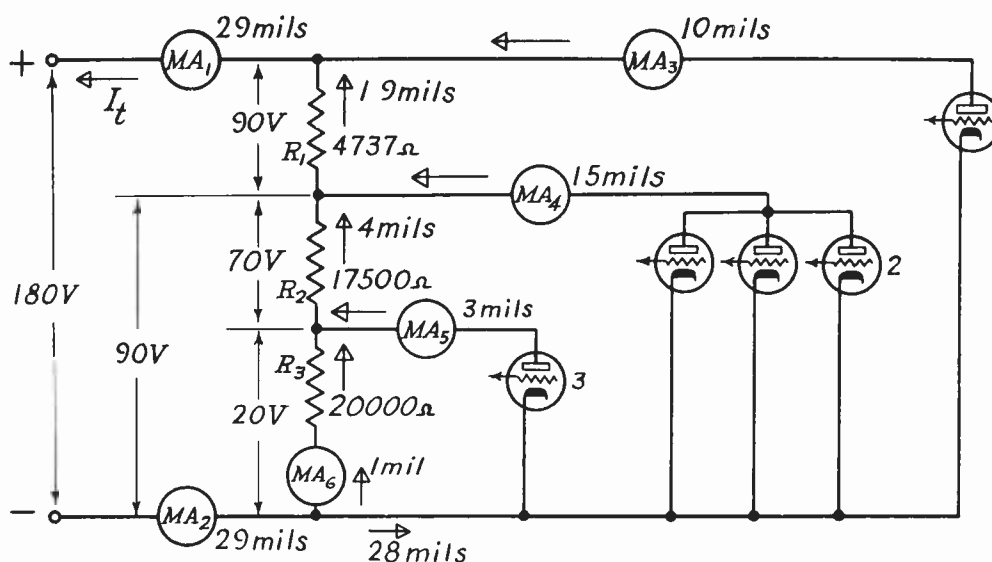 29mils
10mils
+
MA1
MA3
It
90V
19mils
R1
4737Ω
15mils
MA4
70V
4mils
2
180V
R2
17500Ω
3mils
MA5
90V
R3
3
20V
20000Ω
MA6
1mil
−
MA2
29mils
28mils